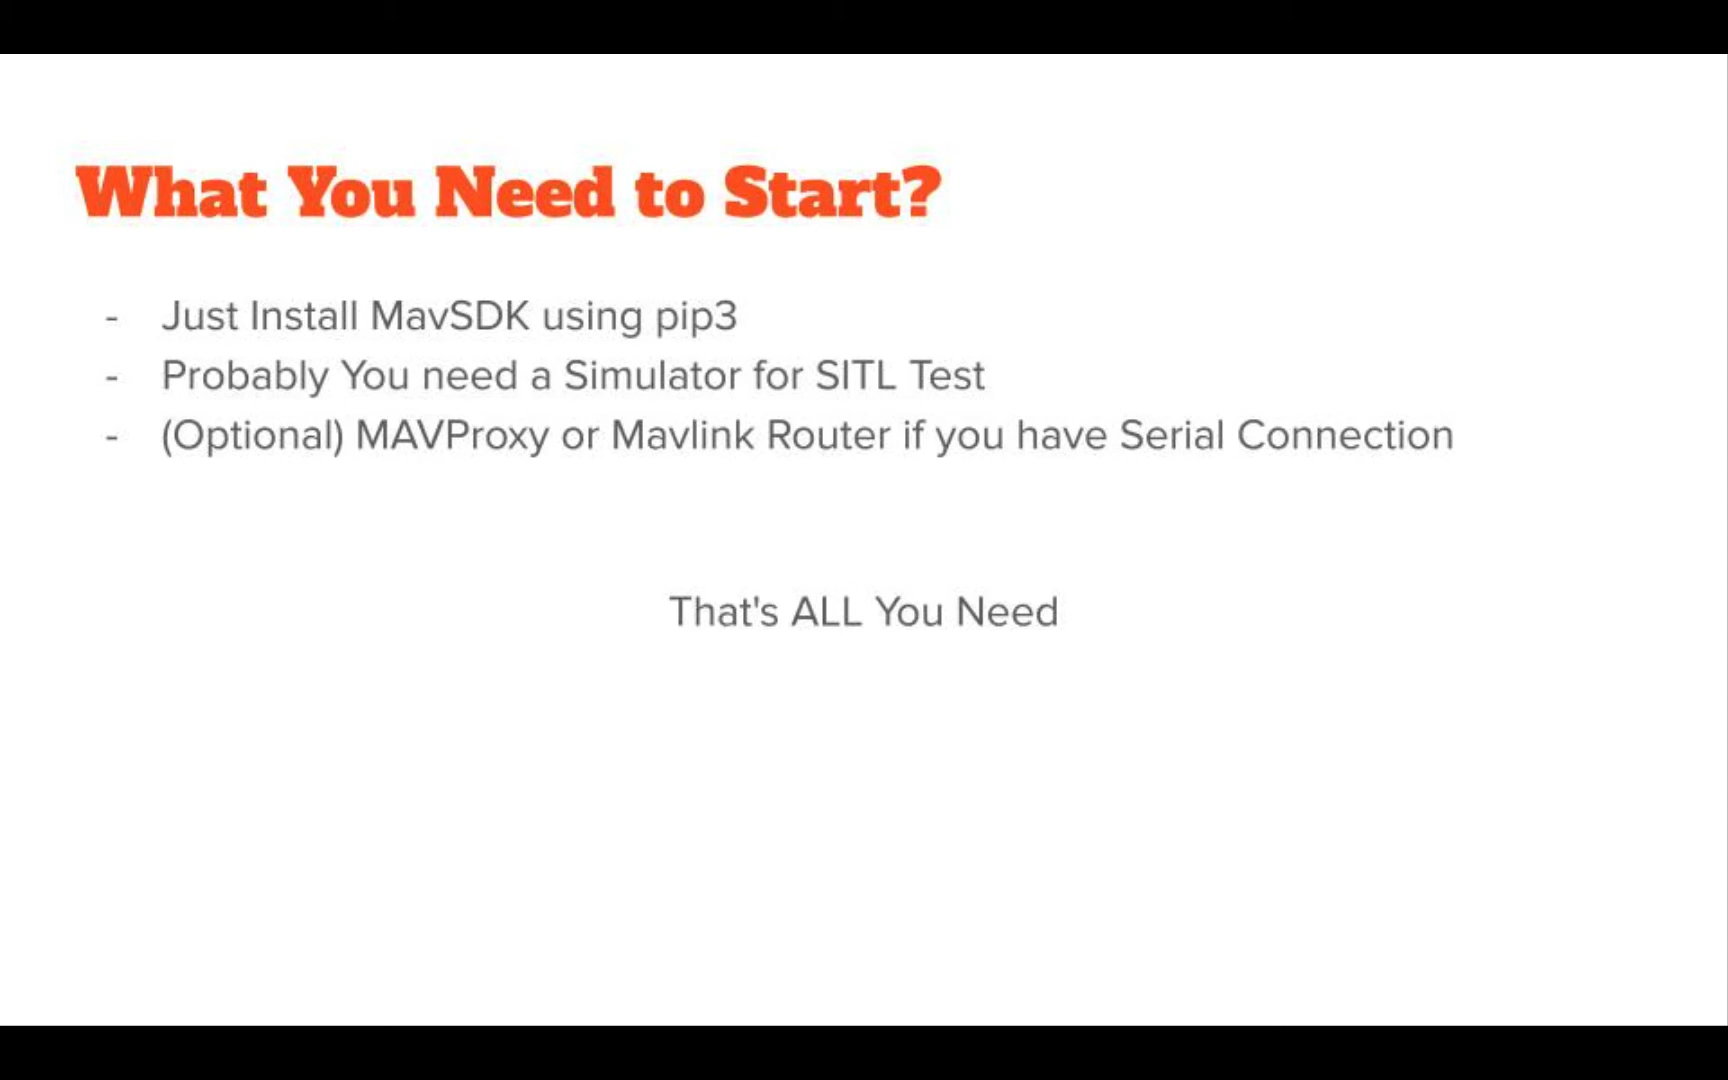 What You Need to Start?
- Just Install MavSDK using pip3
- Probably You need a Simulator for SITL Test
- (Optional) MAVProxy or Mavlink Router if you have Serial Connection
That's ALL You Need